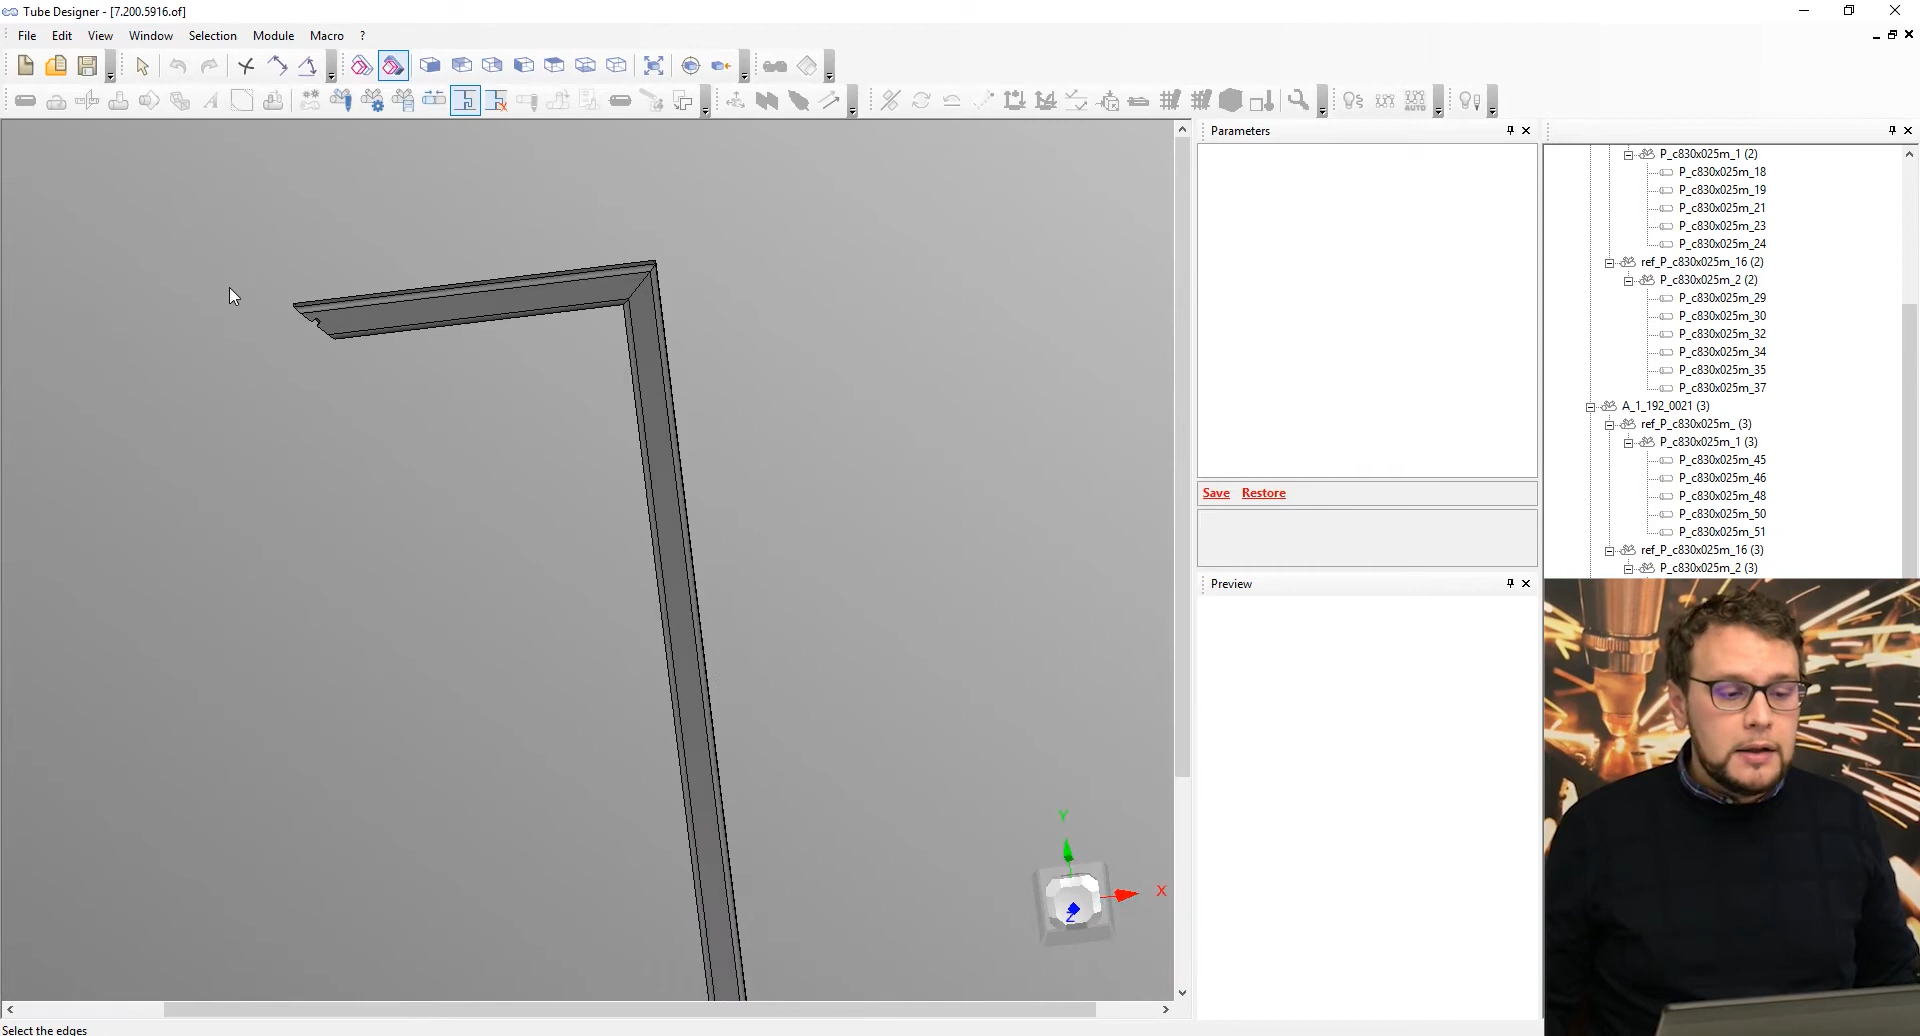 Tube Designer - [7.200.5916.of]
File Edit View Window Selection Module Macro ?
A
S
AUTO
Parameters
Save Restore
Preview
P_c830x025m_1 (2)
P_c830x025m_18
P_c830x025m_19
P_c830x025m_21
P_c830x025m_23
P_c830x025m_24
ref_P_c830x025m_16 (2)
P_c830x025m_2 (2)
P_c830x025m_29
P_c830x025m_30
P_c830x025m_32
P_c830x025m_34
P_c830x025m_35
P_c830x025m_37
A_1_192_0021 (3)
ref_P_c830x025m_ (3)
P_c830x025m_1 (3)
P_c830x025m_45
P_c830x025m_46
P_c830x025m_48
P_c830x025m_50
P_c830x025m_51
ref_P_c830x025m_16 (3)
P_c830x025m_2 (3)
Y
X
Z
Select the edges